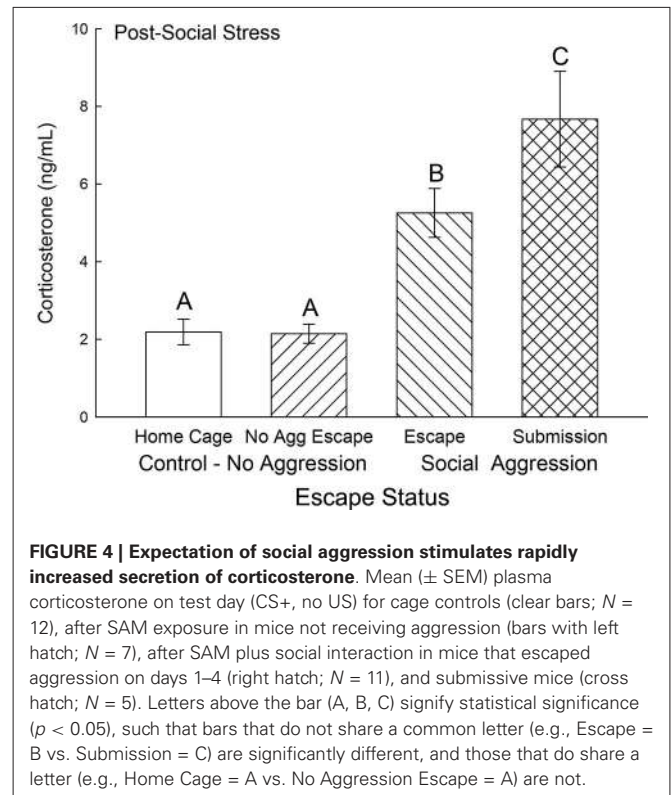 Post-Social Stress
10
8
6
4
2
0
Corticosterone (ng/mL)
A
A
B
C
Home Cage No Agg Escape Escape Submission
Control - No Aggression Social Aggression
Escape Status
FIGURE 4 | Expectation of social aggression stimulates rapidly
increased secretion of corticosterone. Mean (± SEM) plasma
corticosterone on test day (CS+, no US) for cage controls (clear bars; N =
12), after SAM exposure in mice not receiving aggression (bars with left
hatch; N = 7), after SAM plus social interaction in mice that escaped
aggression on days 1–4 (right hatch; N = 11), and submissive mice (cross
hatch; N = 5). Letters above the bar (A, B, C) signify statistical significance
(p < 0.05), such that bars that do not share a common letter (e.g., Escape =
B vs. Submission = C) are significantly different, and those that do share a
letter (e.g., Home Cage = A vs. No Aggression Escape = A) are not.